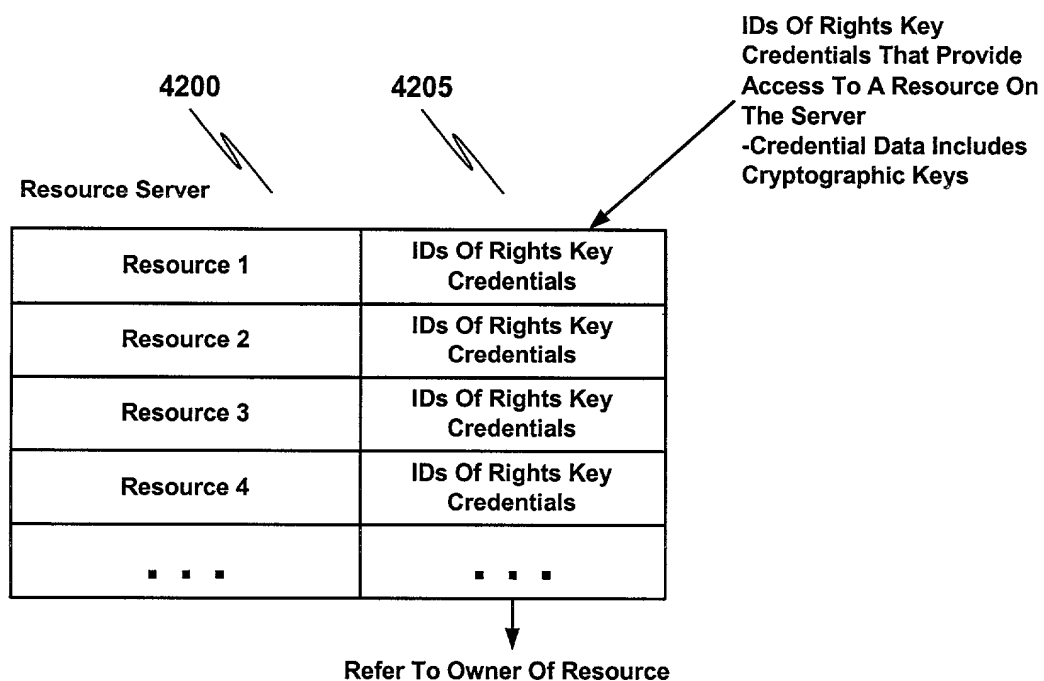 IDs Of Rights Key
Credentials That Provide
Access To A Resource On
The Server
-Credential Data Includes
Cryptographic Keys
4200
4205
Resource Server
Resource 1
IDs Of Rights Key
Credentials
Resource 2
IDs Of Rights Key
Credentials
Resource 3
IDs Of Rights Key
Credentials
Resource 4
IDs Of Rights Key
Credentials
. . .
. . .
Refer To Owner Of Resource